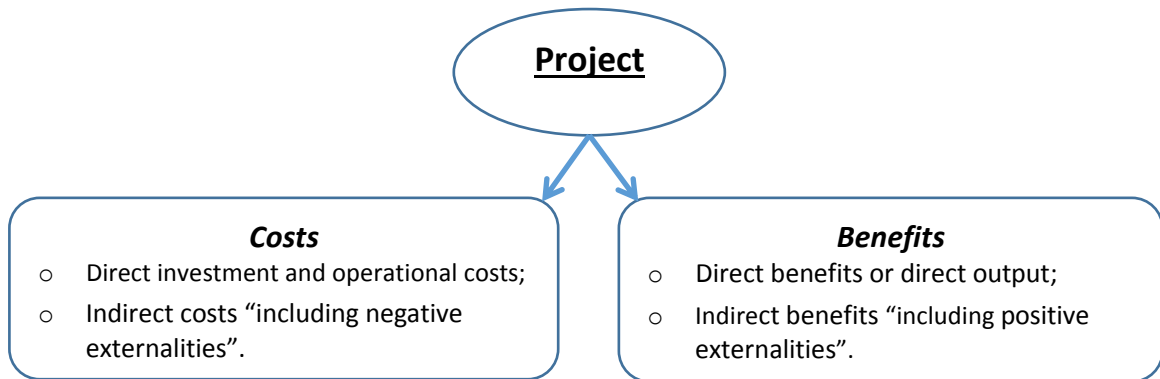 Project
Costs
o Direct investment and operational costs;
o Indirect costs “including negative
externalities”.
Benefits
o Direct benefits or direct output;
o Indirect benefits “including positive
externalities”.